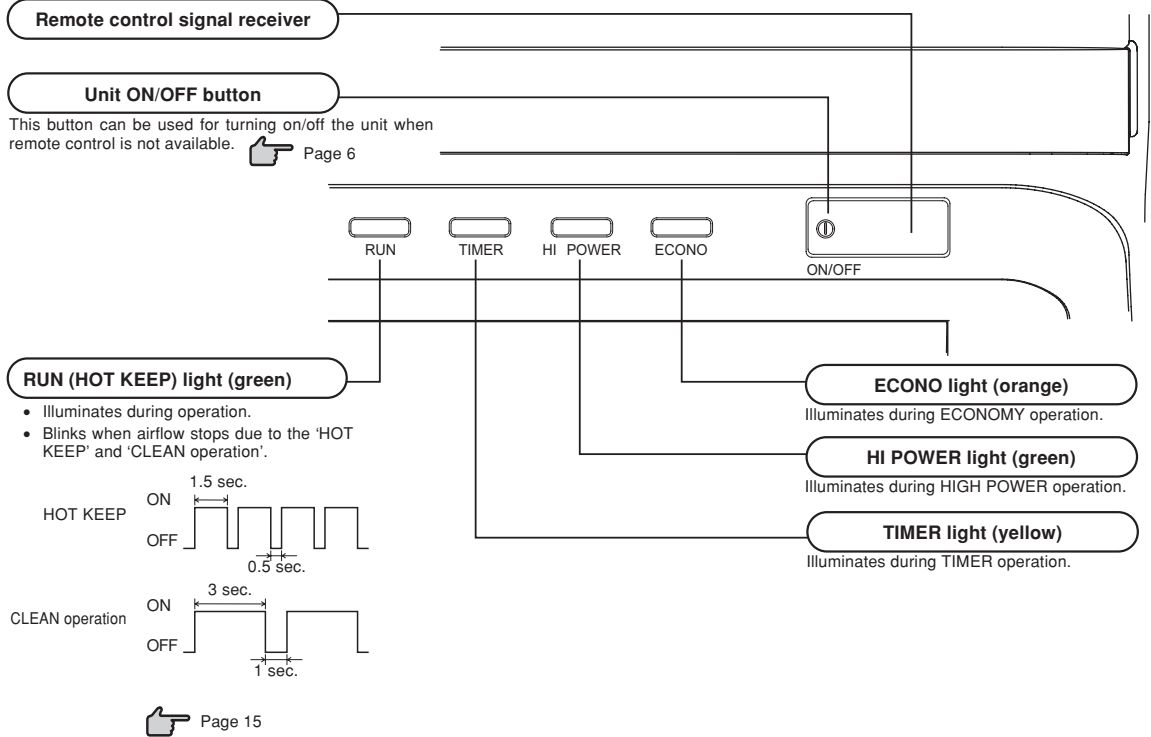 Remote control signal receiver
Unit ON/OFF button
This button can be used for turning on/off the unit when
remote control is not available.
Page 6
RUN
TIMER
HI POWER
ECONO
ON/OFF
RUN (HOT KEEP) light (green)
• Illuminates during operation.
• Blinks when airflow stops due to the ‘HOT
KEEP’ and ‘CLEAN operation’.
1.5 sec.
HOT KEEP
ON
OFF
0.5 sec.
3 sec.
CLEAN operation
ON
OFF
1 sec.
Page 15
ECONO light (orange)
Illuminates during ECONOMY operation.
HI POWER light (green)
Illuminates during HIGH POWER operation.
TIMER light (yellow)
Illuminates during TIMER operation.